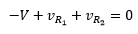 −V + v_{R_1} + v_{R_2} = 0